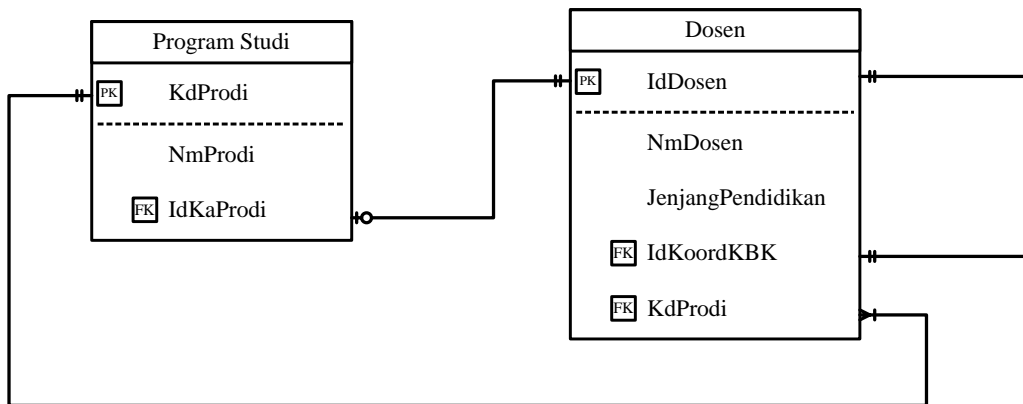 Program Studi
PK KdProdi
NmProdi
FK IdKaProdi
Dosen
PK IdDosen
NmDosen
JenjangPendidikan
FK IdKoordKBK
FK KdProdi